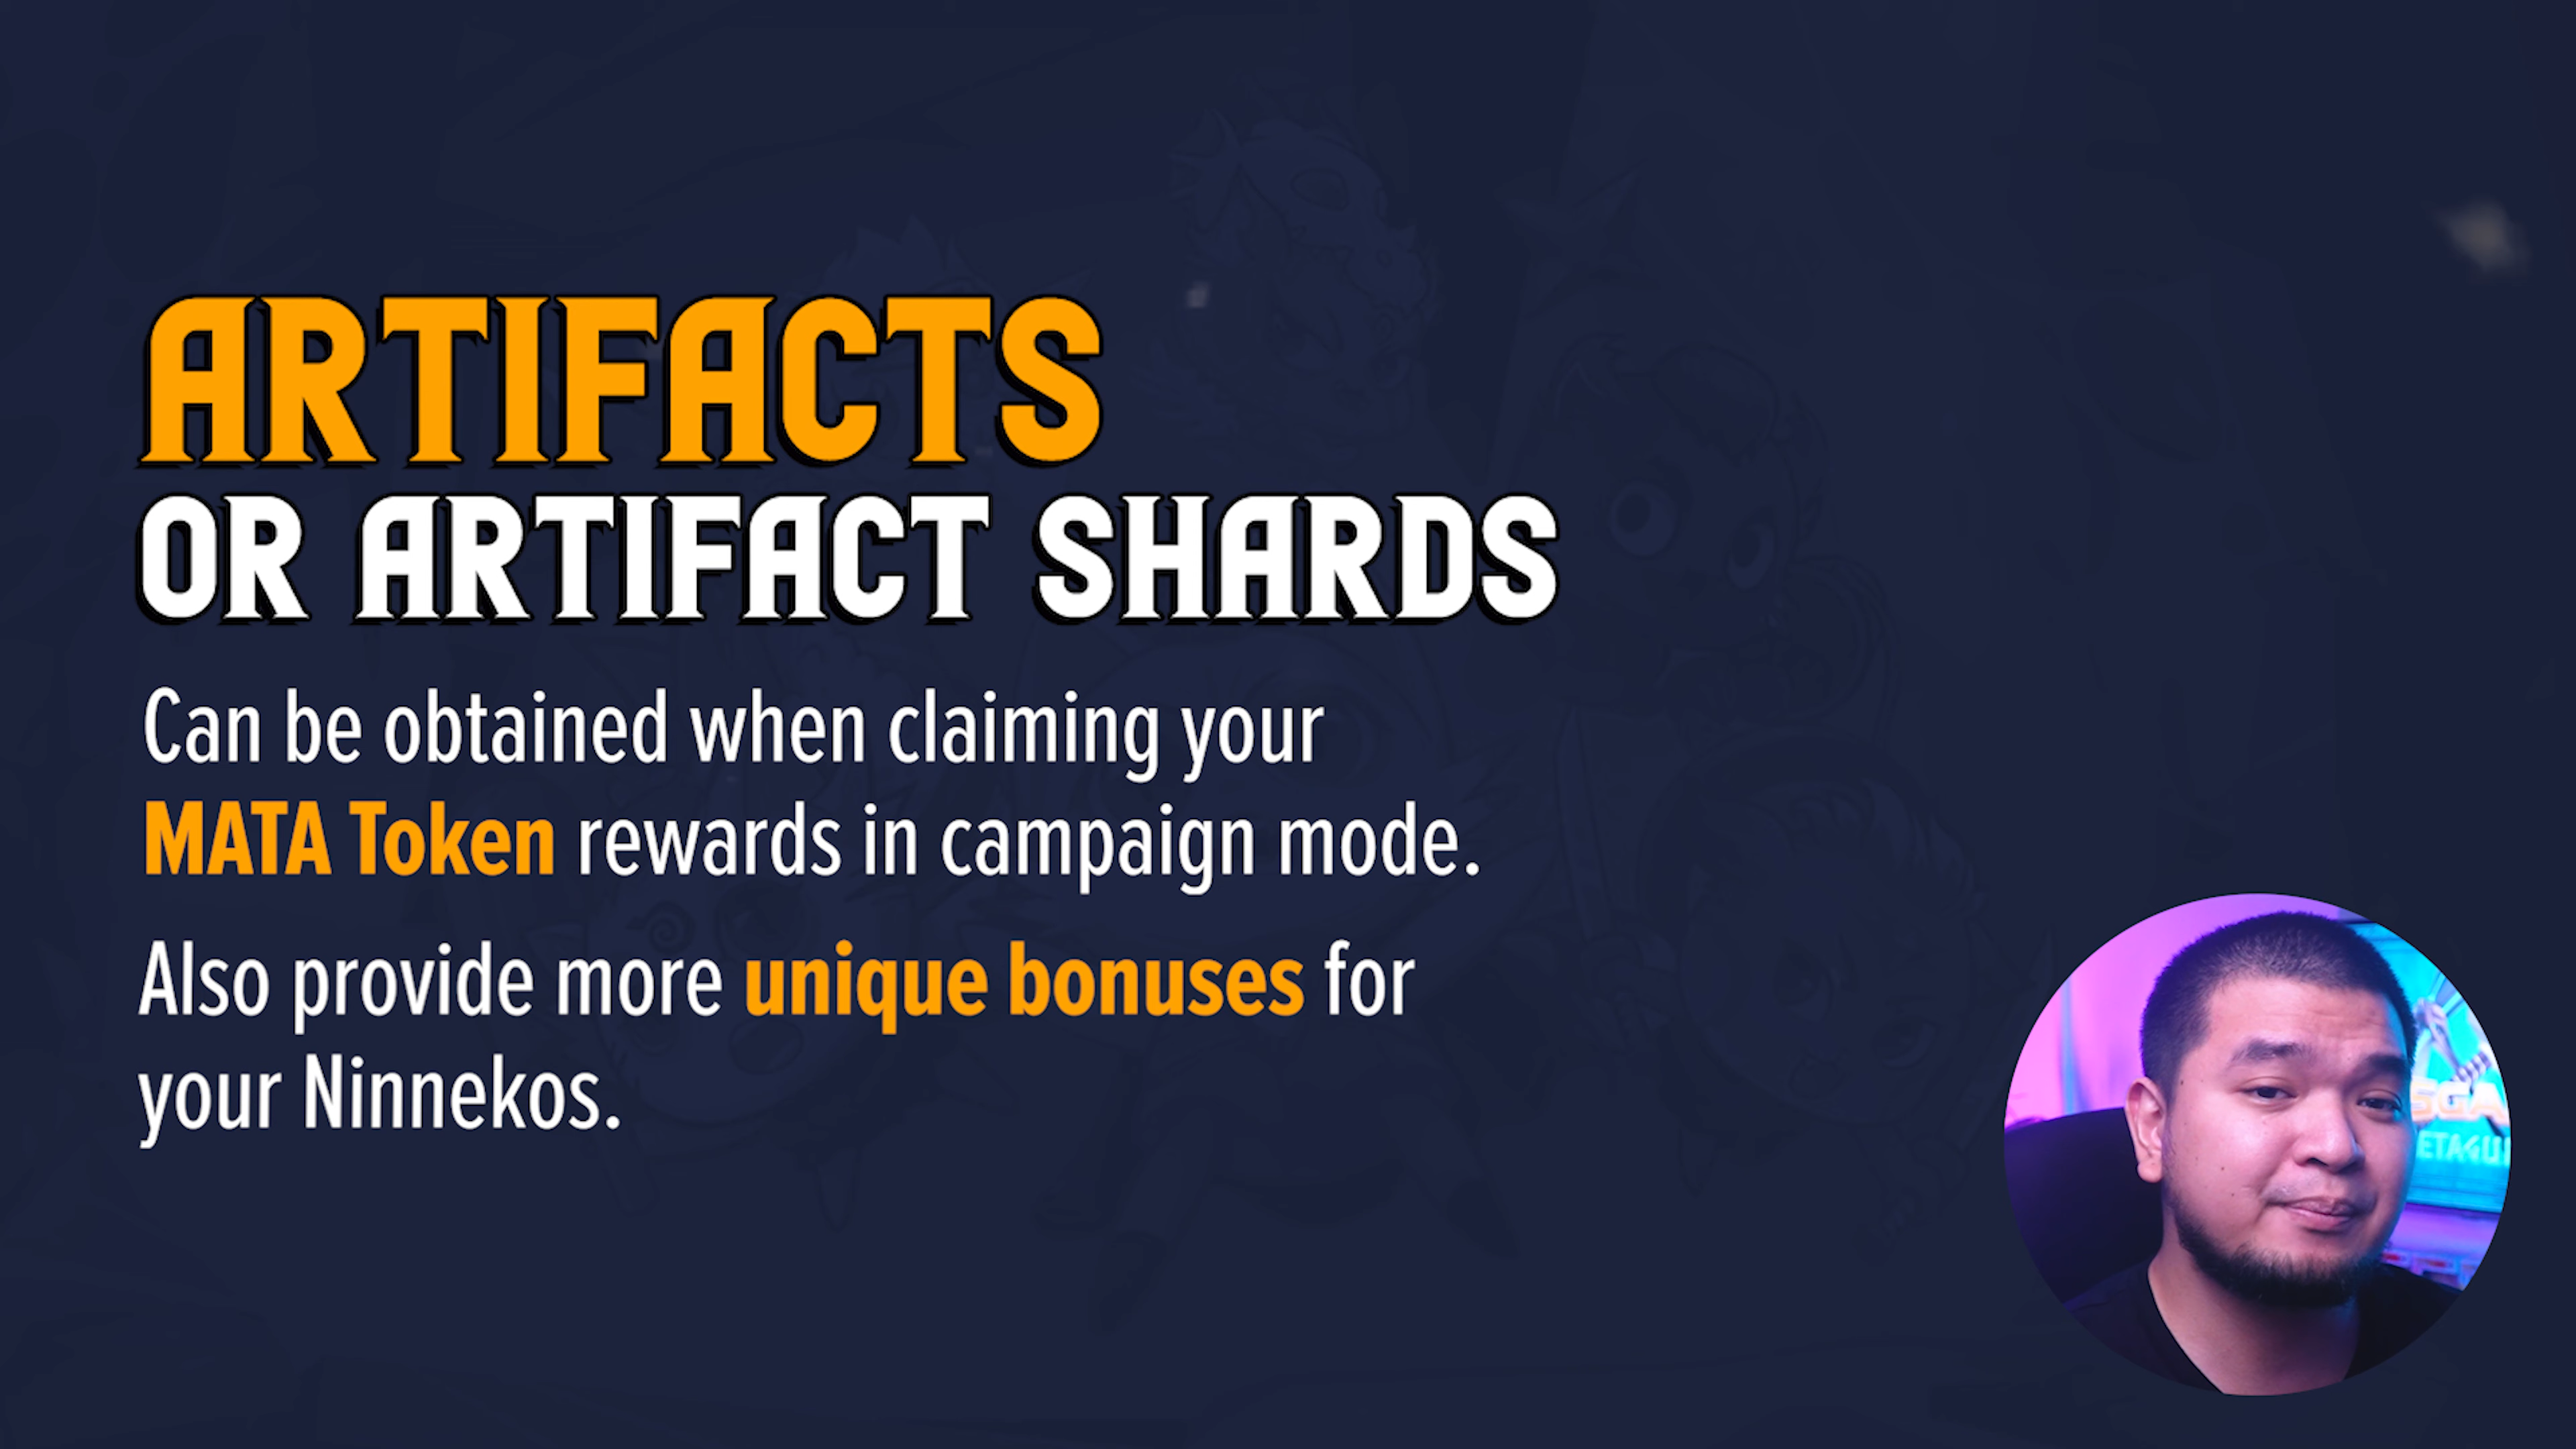 ARTIFACTS
OR ARTIFACT SHARDS
Can be obtained when claiming your
MATA Token rewards in campaign mode.
Also provide more unique bonuses for
your Ninnekos.